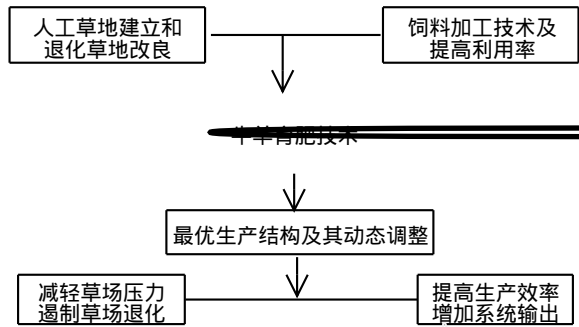 人工草地建立和
退化草地改良
饲料加工技术及
提高利用率
牛羊育肥技术
最优生产结构及其动态调整
减轻草场压力
遏制草场退化
提高生产效率
增加系统输出